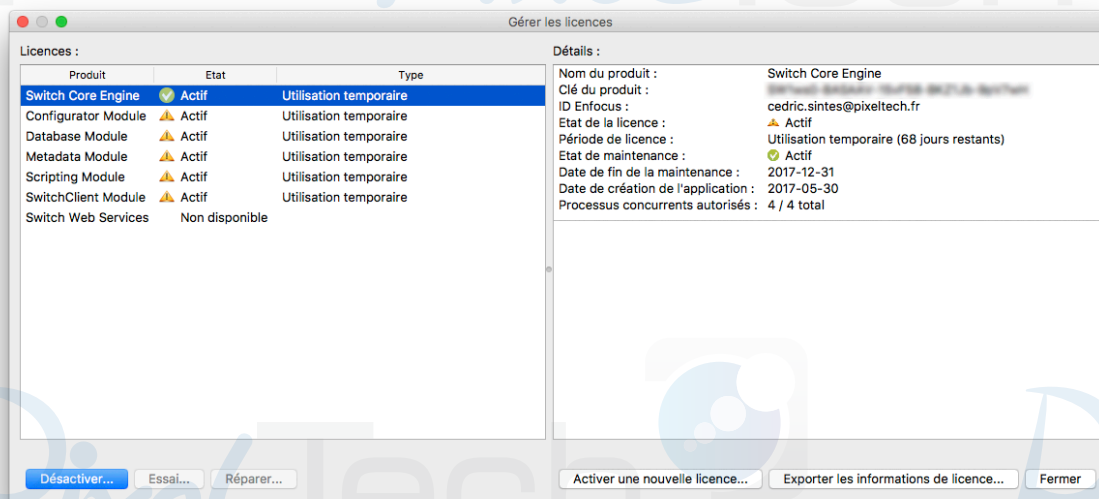 Gérer les licences
Licences :
Produit Etat Type
Switch Core Engine Actif Utilisation temporaire
Configurator Module Actif Utilisation temporaire
Database Module Actif Utilisation temporaire
Metadata Module Actif Utilisation temporaire
Scripting Module Actif Utilisation temporaire
SwitchClient Module Actif Utilisation temporaire
Switch Web Services Non disponible
Détails :
Nom du produit : Switch Core Engine
Clé du produit :
ID Enfocus : cedric.sintes@pixeltech.fr
Etat de la licence : Actif
Période de licence : Utilisation temporaire (68 jours restants)
Etat de maintenance : Actif
Date de fin de la maintenance : 2017-12-31
Date de création de l'application : 2017-05-30
Processus concurrents autorisés : 4 / 4 total
Désactiver... Essai... Réparer... Activer une nouvelle licence... Exporter les informations de licence... Fermer
Pixel Tech